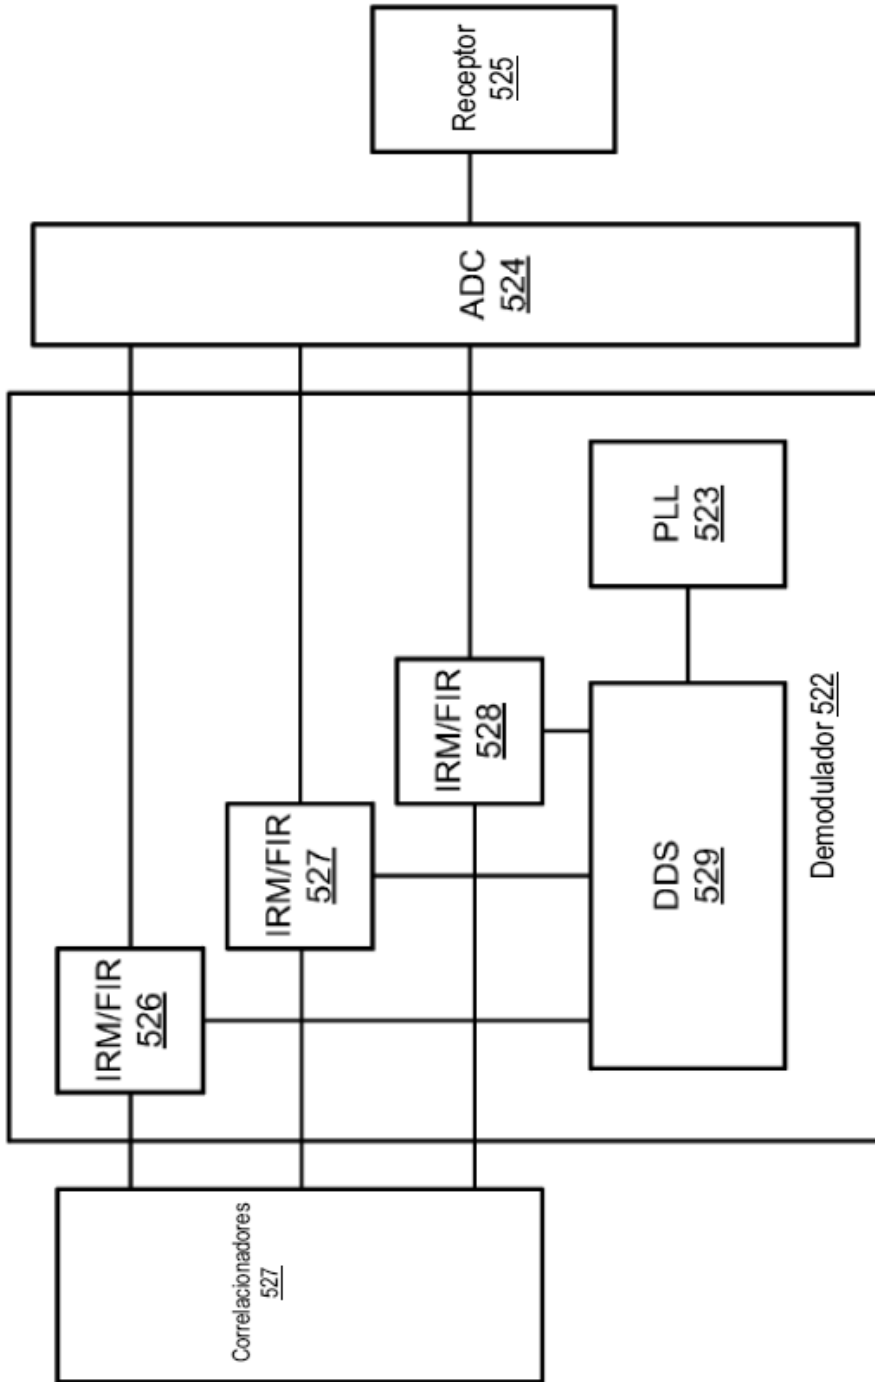 Receptor
525
ADC
524
IRM/FIR
526
IRM/FIR
527
IRM/FIR
528
PLL
523
DDS
529
Demodulador 522
Correlacionadores
527